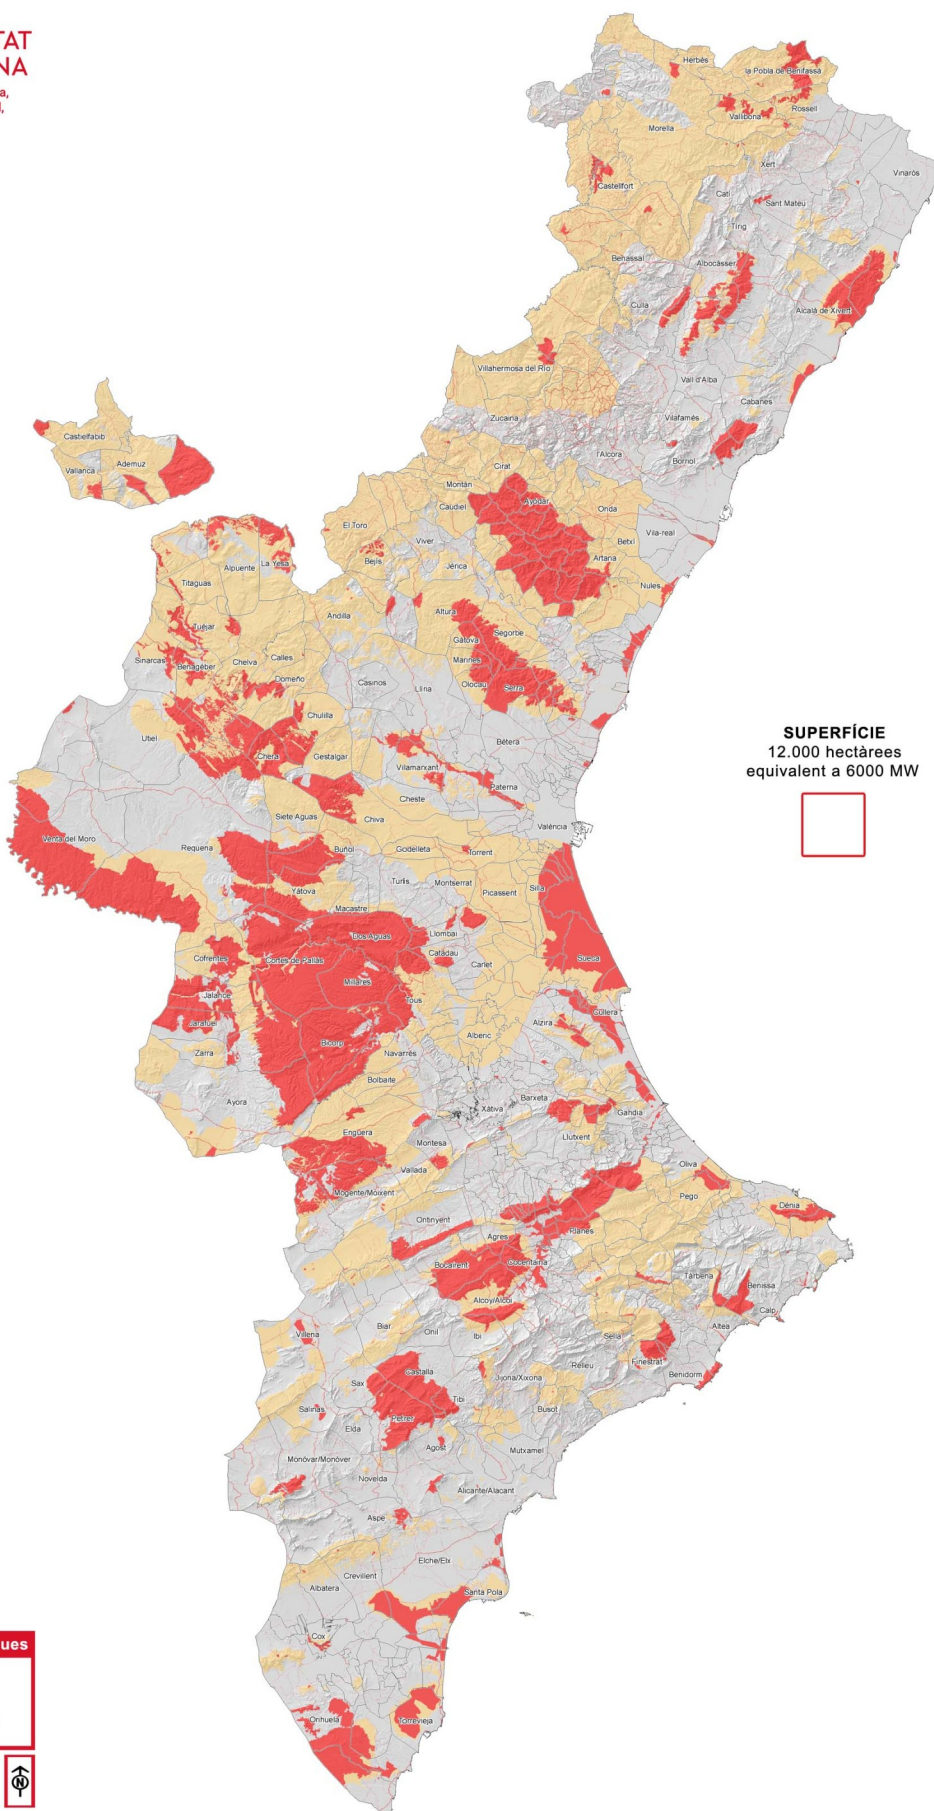 TAT
NA
a,
Herbés
la Pobla de Benifassà
Rossell
Vallibona
Morella
Xert
Vinaròs
Castellfort
Catí
Sant Mateu
Tírig
Benassal
Albocàsser
Culla
Alcalà de Xivert
Villahermosa del Río
Vall d'Alba
Cabanes
Zucaina
Vilafamés
l'Alcora
Borriol
Castielfabib
Vallanca
Ademuz
Cirat
Montán
Ayódar
Caudiel
Onda
El Toro
Viver
Vila-real
Betxí
Bejís
Jérica
Artana
Nules
Alpuente
La Yesa
Titaguas
Andilla
Altura
Segorbe
Tuéjar
Gátova
Marines
Sinarcas
Benagéber
Chelva
Calles
Domeño
Casinos
Llíria
Olocau
Serra
Chulilla
Utiel
Chera
Gestalgar
Bétera
Vilamarxant
Paterna
Cheste
SUPERFÍCIE
12.000 hectàrees
equivalent a 6000 MW
Siete Aguas
Chiva
València
Venta del Moro
Requena
Buñol
Godelleta
Torrent
Turís
Montserrat
Picassent
Silla
Yátova
Macastre
Dos Aguas
Llombai
Catadau
Carlet
Sueca
Cofrentes
Cortes de Pallás
Millares
Jalance
Tous
Jarafuel
Alzira
Cullera
Bicorp
Alberic
Zarra
Navarrés
Bolbaite
Ayora
Xàtiva
Barxeta
Gandia
Enguera
Montesa
Llutxent
Vallada
Mogente/Moixent
Oliva
Pego
Dénia
Ontinyent
Agres
Planes
Bocairent
Cocentaina
Tàrbena
Benissa
Alcoy/Alcoi
Calp
Biar
Onil
Ibi
Altea
Villena
Sella
Finestrat
Castalla
Relleu
Benidorm
Sax
Jijona/Xixona
Tibi
Salinas
Petrer
Busot
Elda
Agost
Mutxamel
Monóvar/Monòver
Novelda
Alicante/Alacant
Aspe
Elche/Elx
Crevillent
Albatera
Santa Pola
Cox
ues
Orihuela
Torrevieja
N